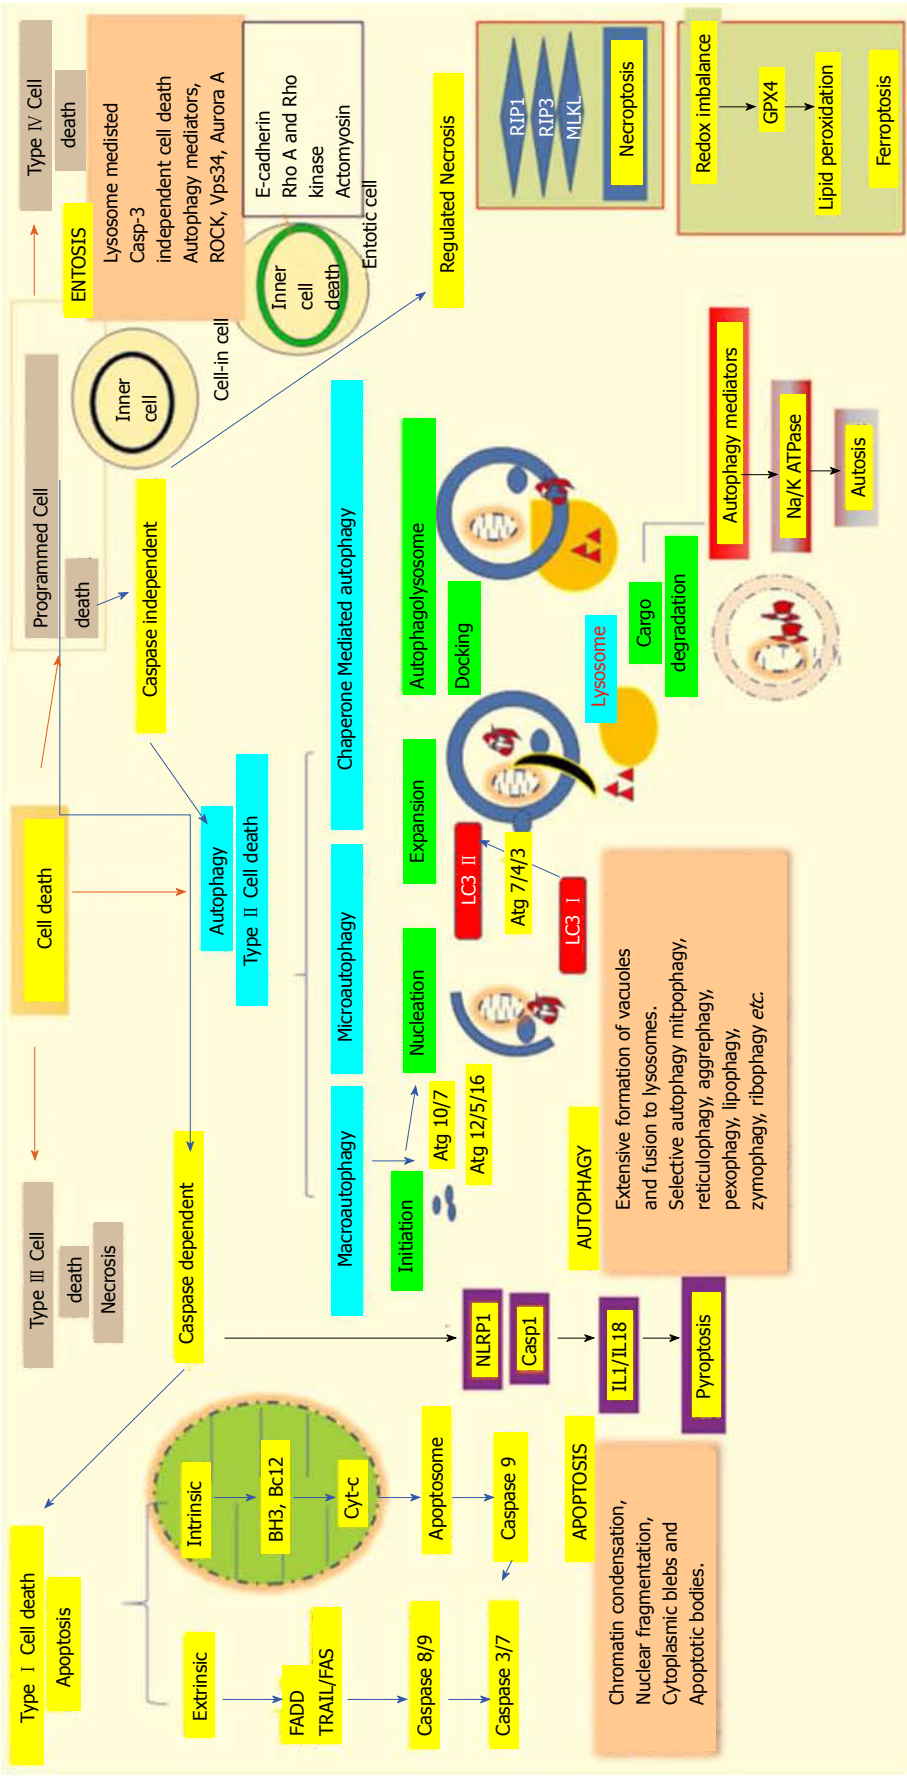 Cell death
Type III Cell
death
Necrosis
Programmed Cell
death
Type IV Cell
death
Type I Cell death
Apoptosis
Caspase dependent
Caspase independent
Autophagy
Type II Cell death
ENTOSIS
Lysosome medisted
Casp-3
independent cell death
Autophagy mediators,
ROCK, Vps34, Aurora A
Inner
cell
Cell-in cell
Inner
cell
death
Entotic cell
E-cadherin
Rho A and Rho
kinase
Actomyosin
Extrinsic
FADD
TRAIL/FAS
Caspase 8/9
Caspase 3/7
Intrinsic
BH3, Bc12
Cyt-c
Apoptosome
Caspase 9
APOPTOSIS
Chromatin condensation,
Nuclear fragmentation,
Cytoplasmic blebs and
Apoptotic bodies.
NLRP1
Casp1
IL1/IL18
Pyroptosis
Macroautophagy
Microautophagy
Chaperone Mediated autophagy
Initiation
Nucleation
Expansion
Autophagolysosome
Docking
Atg 10/7
Atg 12/5/16
LC3 II
Atg 7/4/3
LC3 I
Lysosome
Cargo
degradation
AUTOPHAGY
Extensive formation of vacuoles
and fusion to lysosomes.
Selective autophagy mitpophagy,
reticulophagy, aggrephagy,
pexophagy, lipophagy,
zymophagy, ribophagy etc.
Autophagy mediators
Na/K ATPase
Autosis
Regulated Necrosis
RIP1
RIP3
MLKL
Necroptosis
Redox imbalance
GPX4
Lipid peroxidation
Ferroptosis